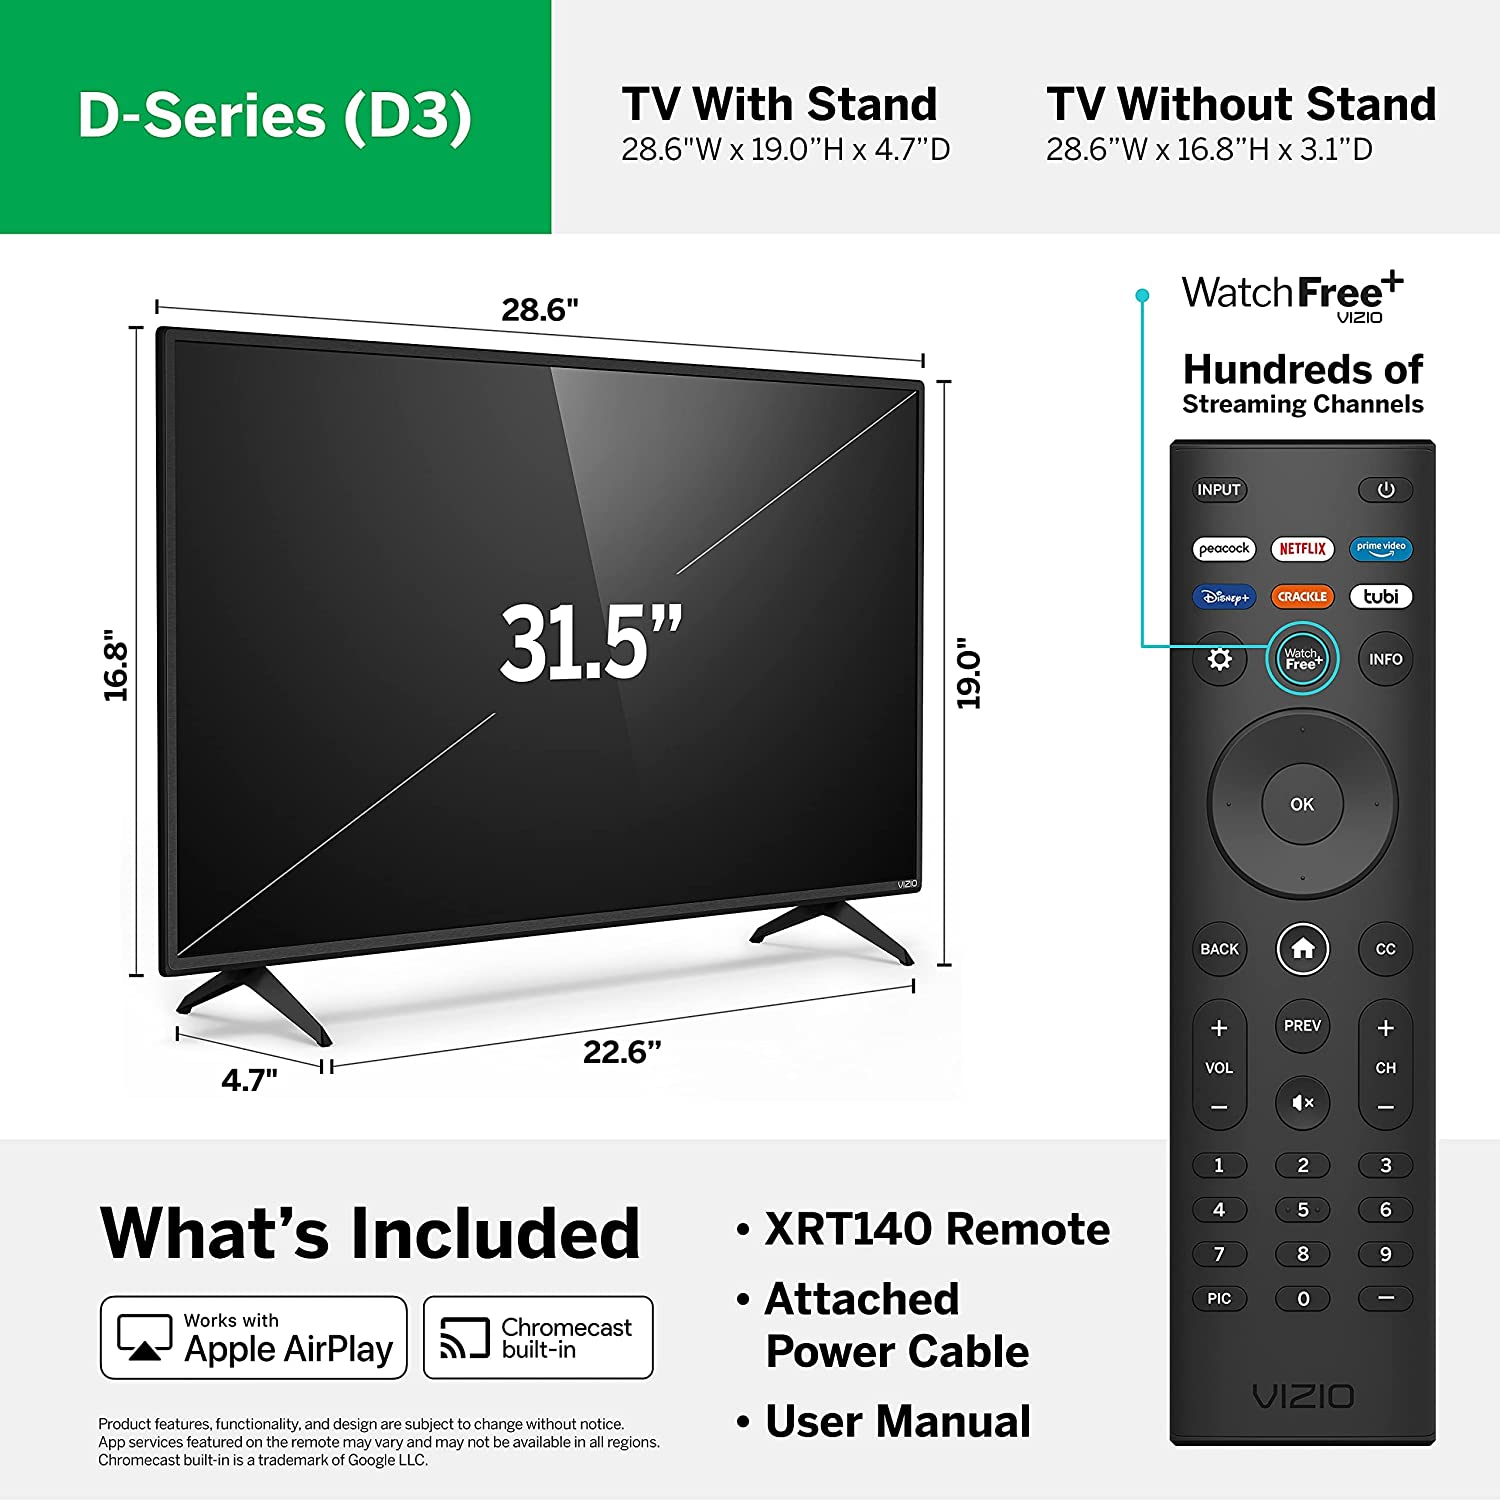 D-Series (D3)
TV With Stand
28.6"W x 19.0”H x 4.7”D
TV Without Stand
28.6”W x 16.8”H x 3.1”D
WatchFree+
VIZIO
Hundreds of
Streaming Channels
28.6"
16.8"
31.5”
19.0"
VIZIO
22.6”
4.7"
INPUT
peacock NETFLIX prime video
Disney+ CRACKLE tubi
Watch
Free+
INFO
OK
BACK CC
+ PREV +
VOL CH
– –
1 2 3
4 5 6
7 8 9
PIC 0 –
VIZIO
What’s Included
Works with
Apple AirPlay
Chromecast
built-in
• XRT140 Remote
• Attached
Power Cable
• User Manual
Product features, functionality, and design are subject to change without notice.
App services featured on the remote may vary and may not be available in all regions.
Chromecast built-in is a trademark of Google LLC.